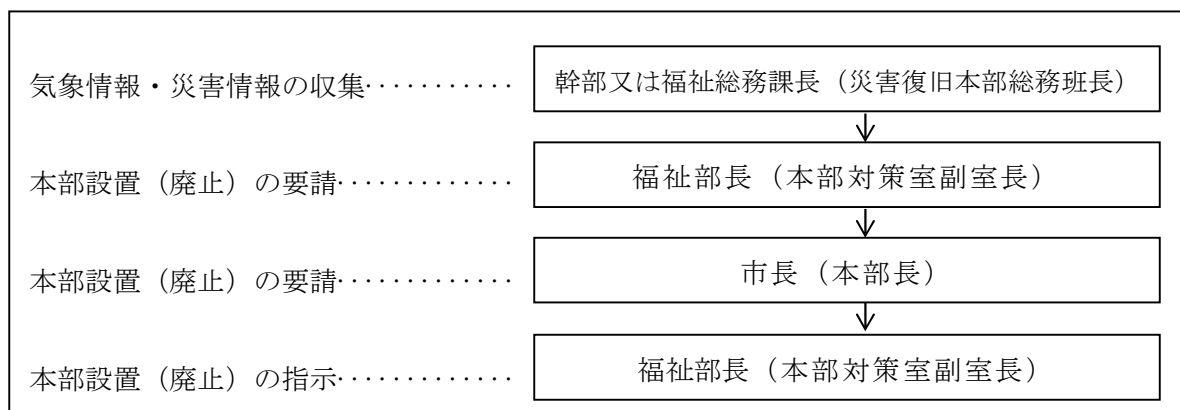 気象情報・災害情報の収集‥‥‥‥‥‥ 幹部又は福祉総務課長（災害復旧本部総務班長）
本部設置（廃止）の要請‥‥‥‥‥‥‥ 福祉部長（本部対策室副室長）
本部設置（廃止）の要請‥‥‥‥‥‥‥ 市長（本部長）
本部設置（廃止）の指示‥‥‥‥‥‥‥ 福祉部長（本部対策室副室長）